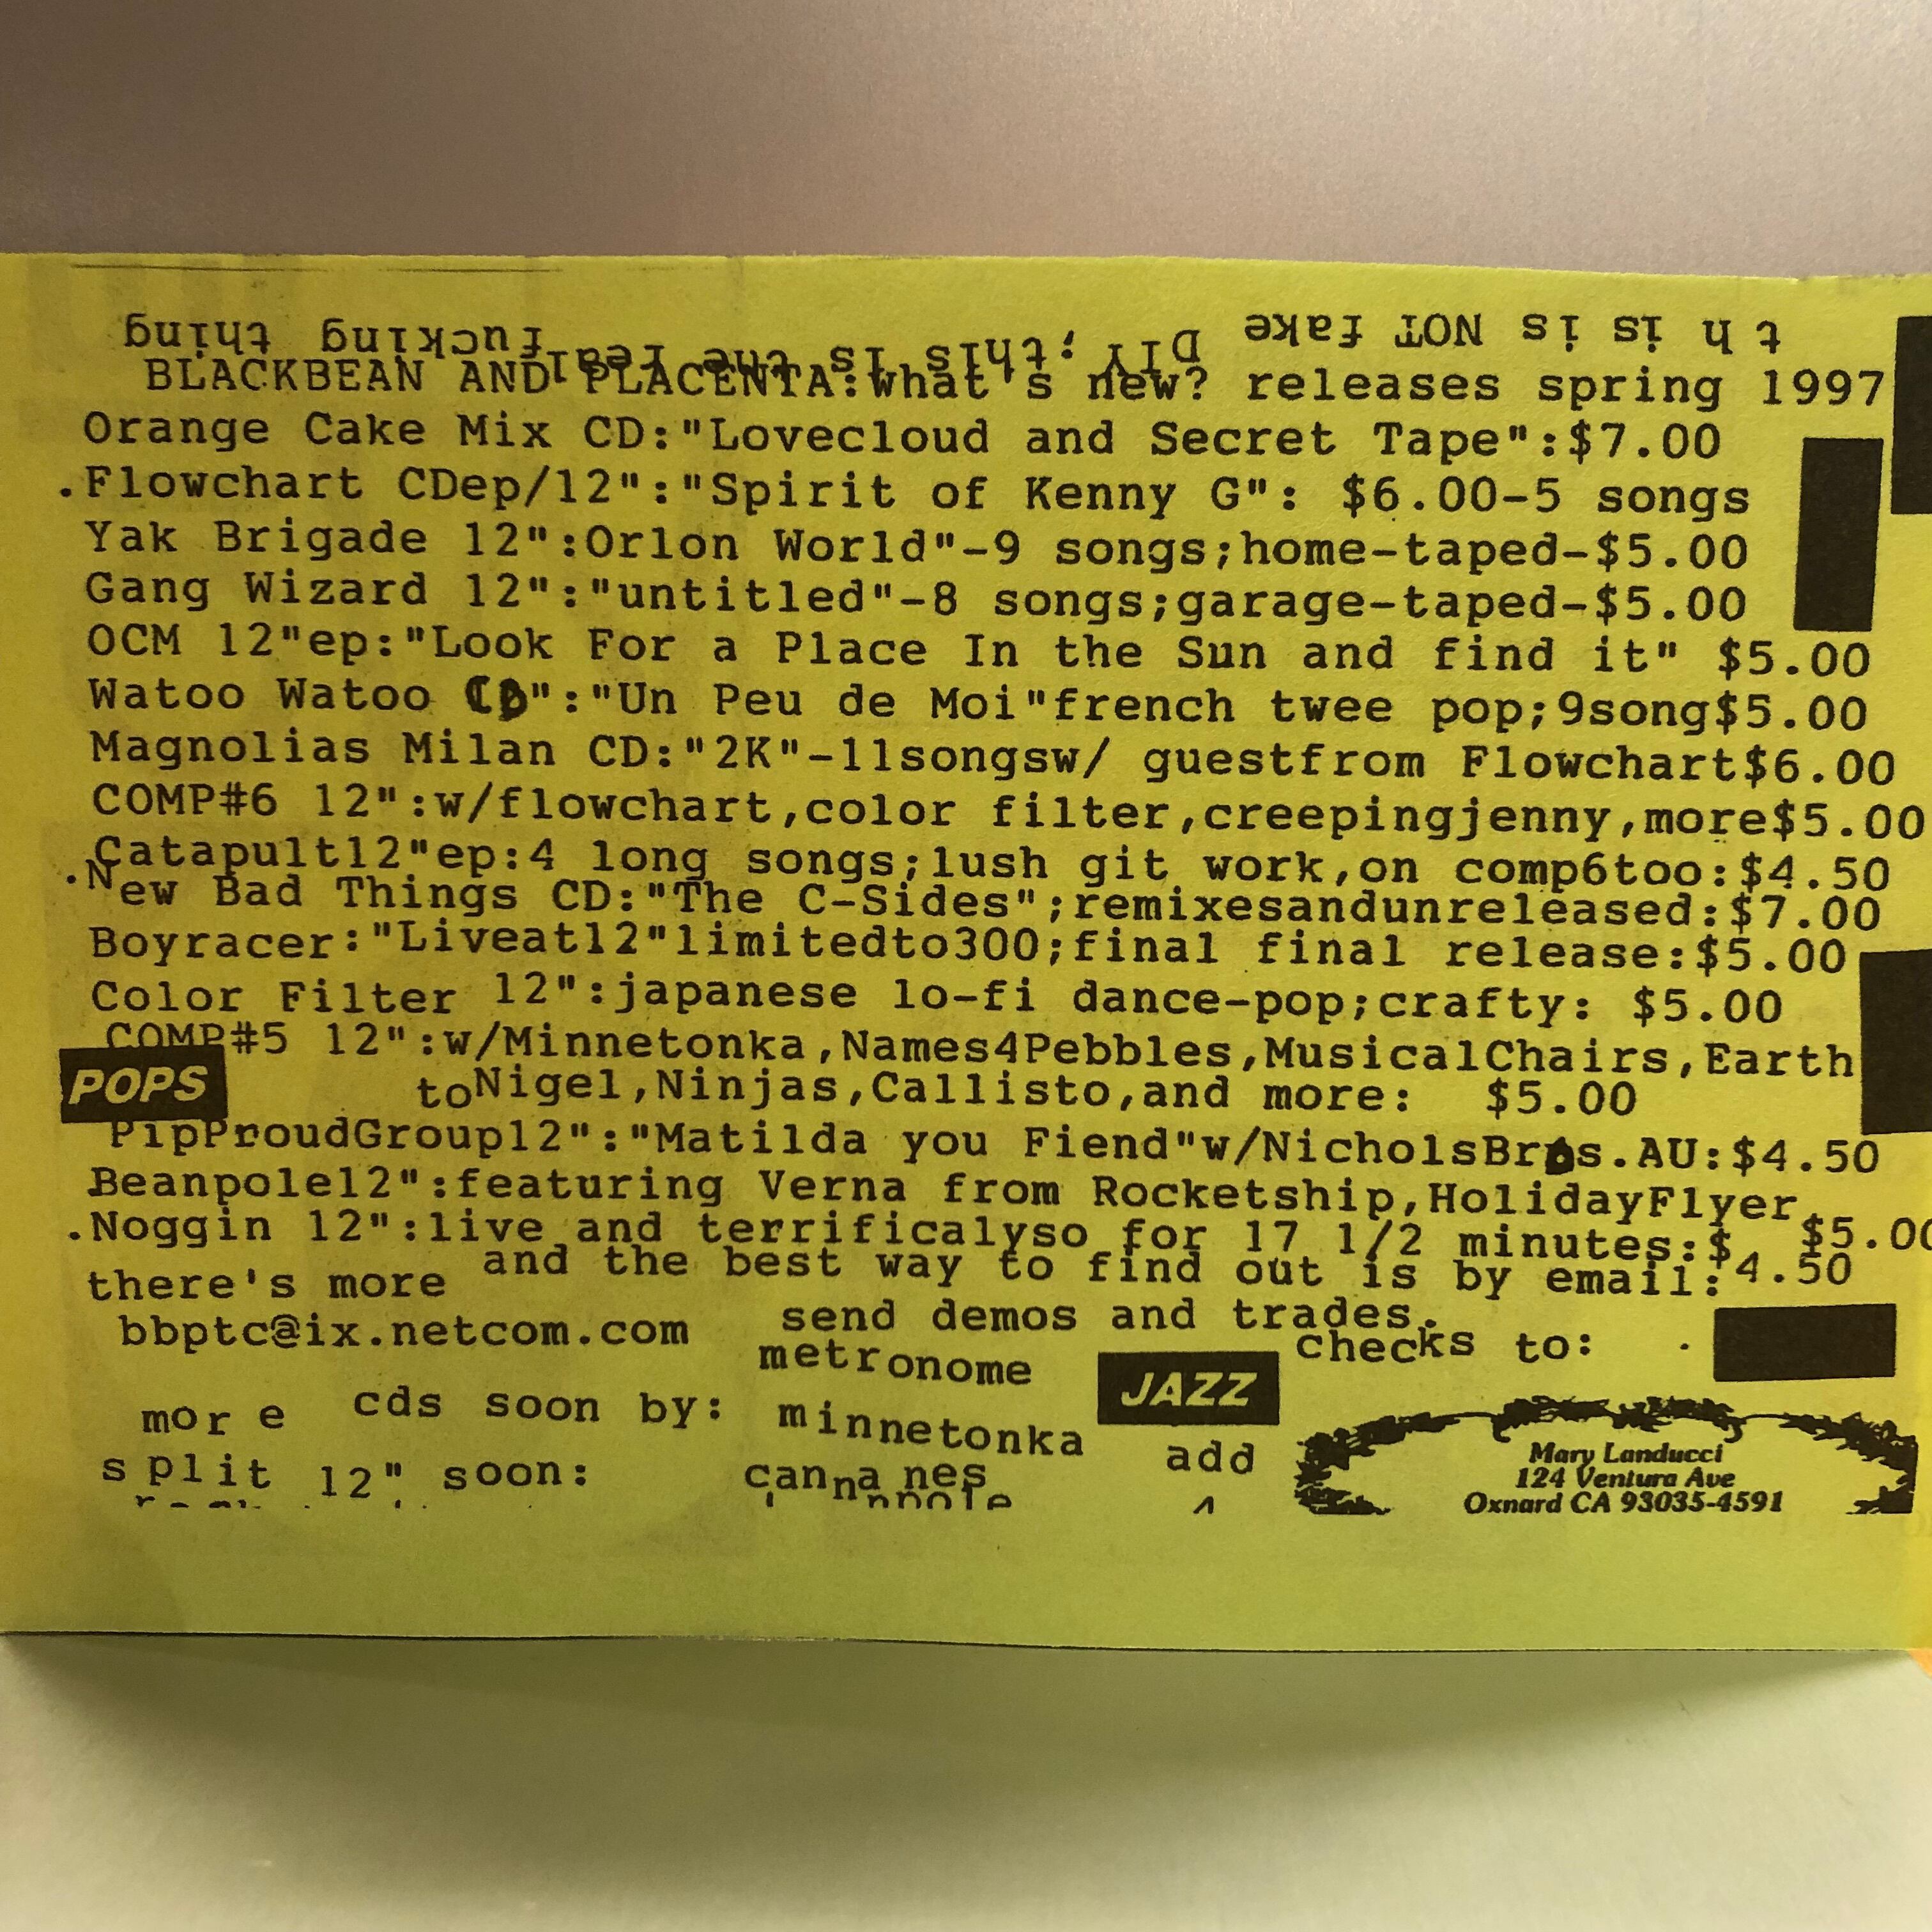 th is is NOT fake DIY ;this is the real fucking thing
BLACKBEAN AND PLACENTA:what's new? releases spring 1997
Orange Cake Mix CD:"Lovecloud and Secret Tape":$7.00
.Flowchart CDep/12":"Spirit of Kenny G": $6.00-5 songs
Yak Brigade 12":Orlon World"-9 songs;home-taped-$5.00
Gang Wizard 12":"untitled"-8 songs;garage-taped-$5.00
OCM 12"ep:"Look For a Place In the Sun and find it" $5.00
Watoo Watoo CD":"Un Peu de Moi"french twee pop;9song$5.00
Magnolias Milan CD:"2K"-11songsw/ guestfrom Flowchart$6.00
COMP#6 12":w/flowchart,color filter,creepingjenny,more$5.00
.Catapult12"ep:4 long songs;lush git work,on comp6too:$4.50
.New Bad Things CD:"The C-Sides";remixesandunreleased:$7.00
Boyracer:"Liveat12"limitedto300;final final release:$5.00
Color Filter 12":japanese lo-fi dance-pop;crafty: $5.00
COMP#5 12":w/Minnetonka,Names4Pebbles,MusicalChairs,Earth
POPS toNigel,Ninjas,Callisto,and more: $5.00
PipProudGroup12":"Matilda you Fiend"w/NicholsBros.AU:$4.50
Beanpole12":featuring Verna from Rocketship,HolidayFlyer. $5.00
.Noggin 12":live and terrificalyso for 17 1/2 minutes:$4.50
there's more and the best way to find out is by email:
bbptc@ix.netcom.com send demos and trades.
metronome checks to: .
more cds soon by: minnetonka JAZZ
split 12" soon: cannanes add
Mary Landucci
124 Ventura Ave
Oxnard CA 93035-4591